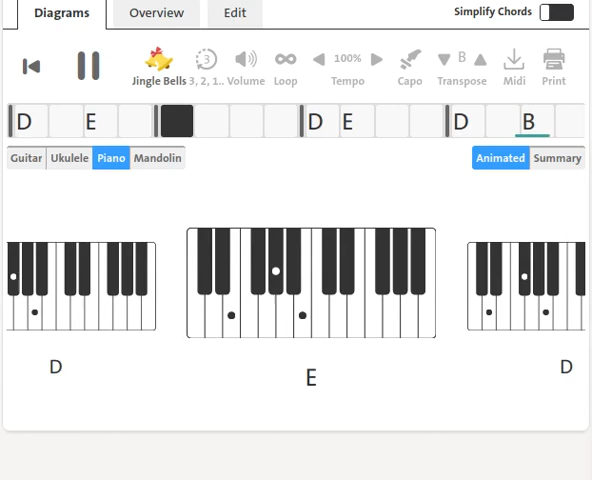 Diagrams Overview Edit Simplify Chords
Jingle Bells 3, 2, 1.. Volume Loop 100% Tempo Capo B Transpose Midi Print
D E D E D B
Guitar Ukulele Piano Mandolin Animated Summary
D E D